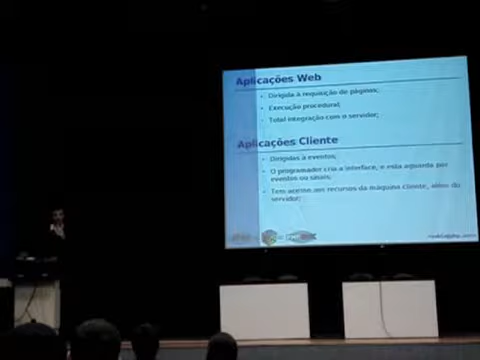 Aplicações Web
• Dirigida à requisição de páginas;
• Execução procedural;
• Total integração com o servidor;
Aplicações Cliente
• Dirigidas à eventos;
• O programador cria a interface, e esta aguarda por
eventos ou sinais;
• Tem acesso aos recursos da máquina cliente, além do
servidor;